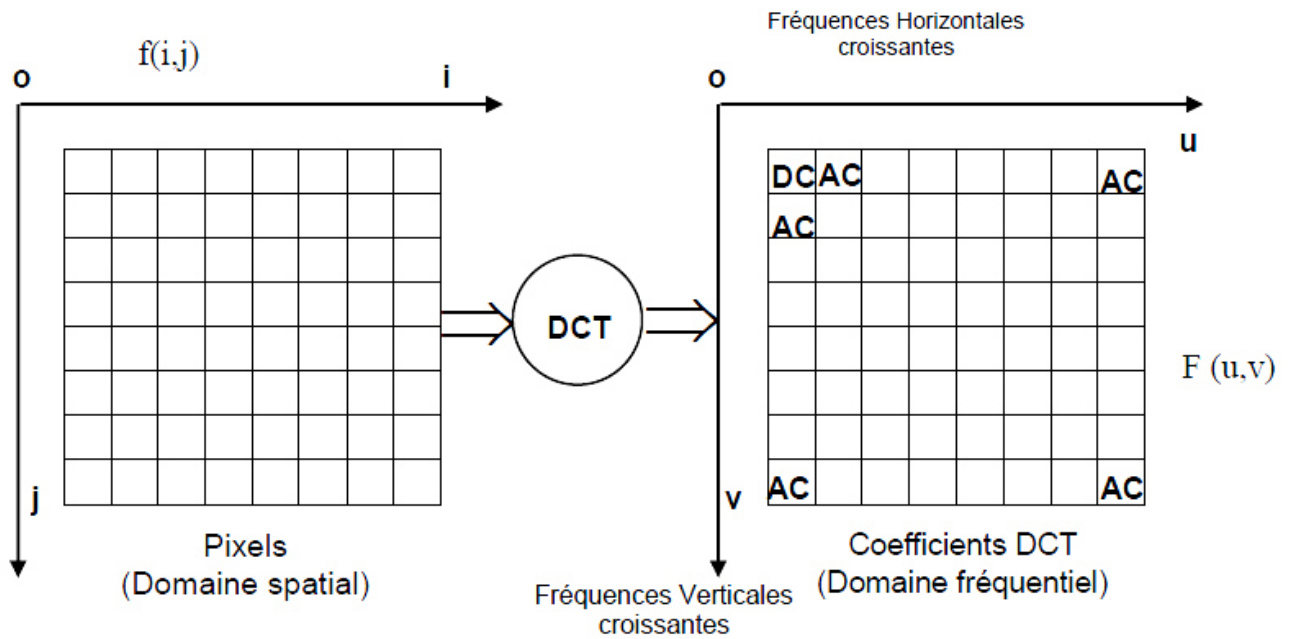 f(i,j)
o
i
j
Pixels
(Domaine spatial)
DCT
Fréquences Horizontales
croissantes
o
u
DC AC AC
AC
F (u,v)
AC AC
v
Coefficients DCT
(Domaine fréquentiel)
Fréquences Verticales
croissantes